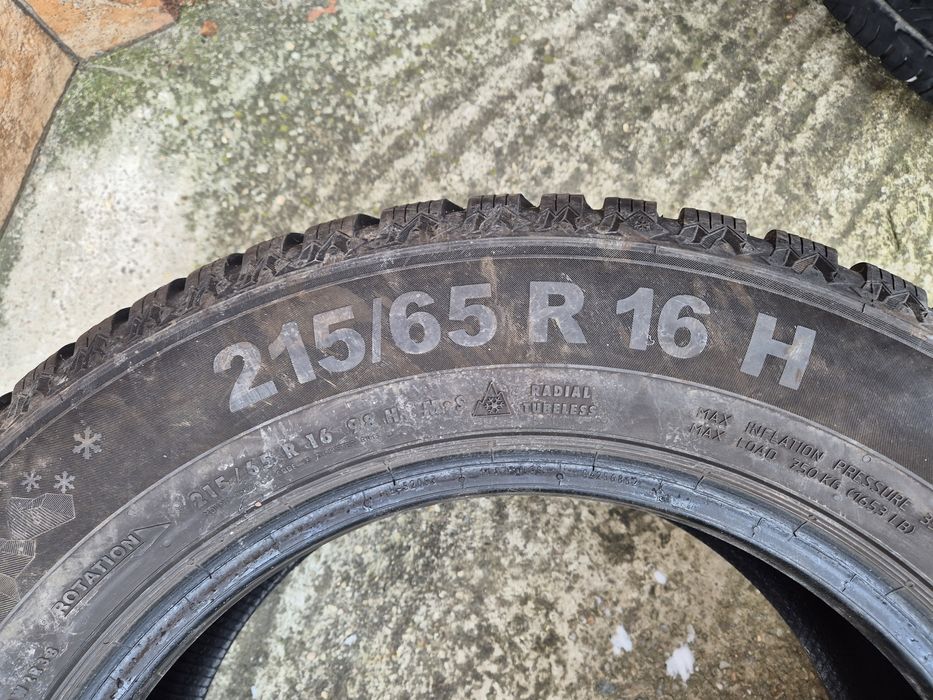 215/65 R 16 H
215/65 R 16 98 H M+S
RADIAL
TUBELESS
MAX INFLATION PRESSURE
MAX LOAD 750 KG (1653 LB)
ROTATION